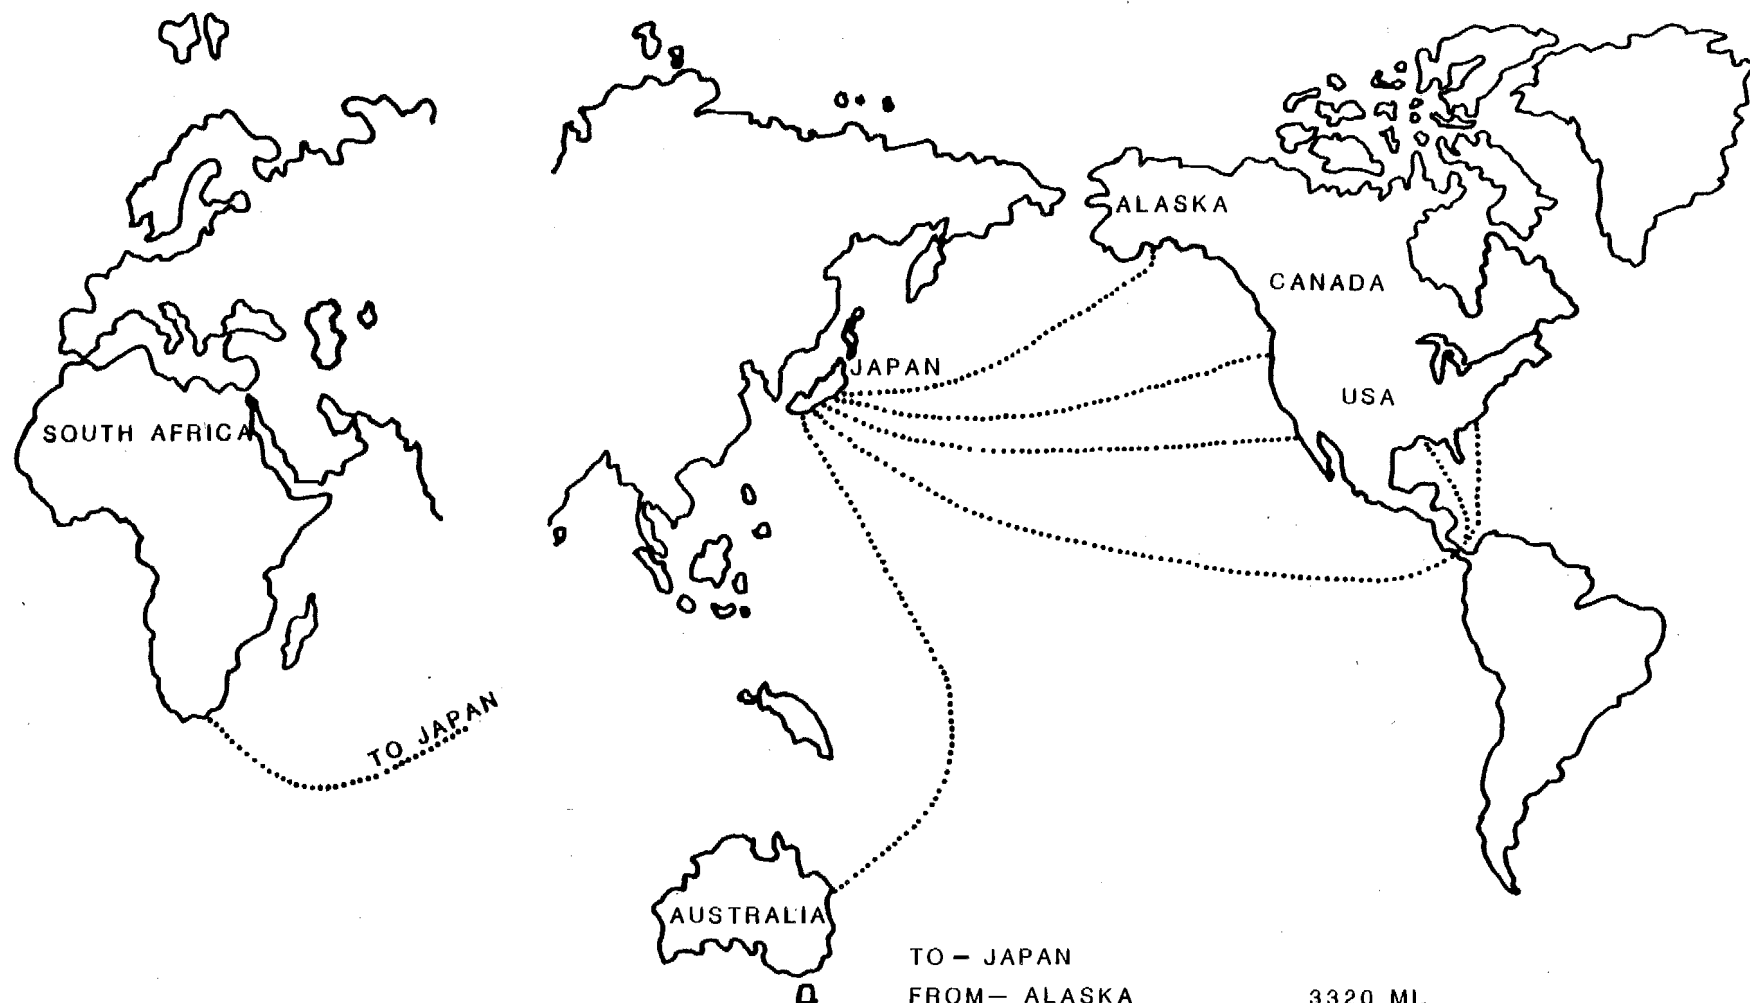 ALASKA
CANADA
JAPAN
USA
SOUTH AFRICA
TO JAPAN
AUSTRALIA
TO — JAPAN
FROM — ALASKA 3320 MI.